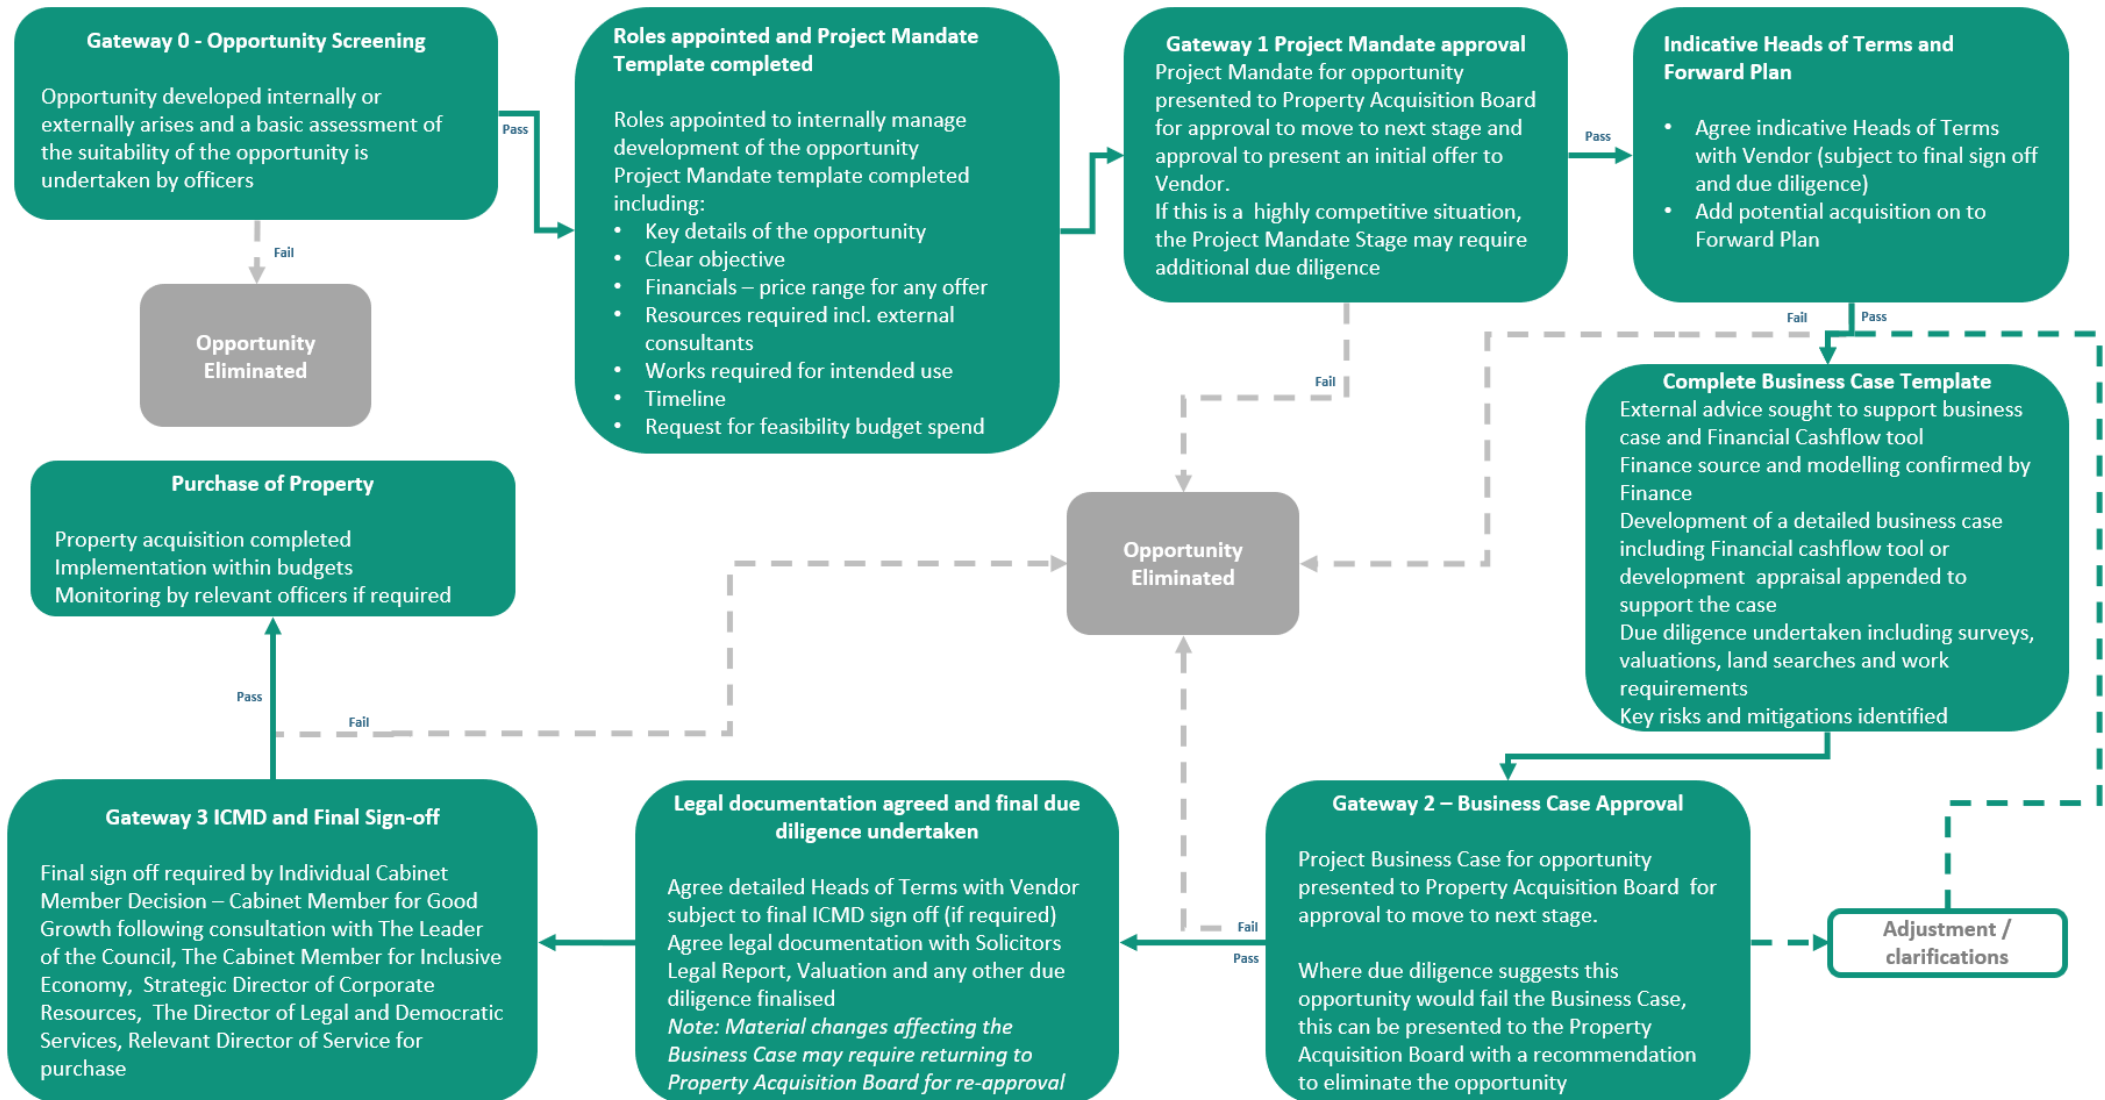 Gateway 0 - Opportunity Screening
Opportunity developed internally or
externally arises and a basic assessment of
the suitability of the opportunity is
undertaken by officers
Pass
Fail
Opportunity
Eliminated
Roles appointed and Project Mandate
Template completed
Roles appointed to internally manage
development of the opportunity
Project Mandate template completed
including:
• Key details of the opportunity
• Clear objective
• Financials – price range for any offer
• Resources required incl. external
consultants
• Works required for intended use
• Timeline
• Request for feasibility budget spend
Gateway 1 Project Mandate approval
Project Mandate for opportunity
presented to Property Acquisition Board
for approval to move to next stage and
approval to present an initial offer to
Vendor.
If this is a  highly competitive situation,
the Project Mandate Stage may require
additional due diligence
Pass
Fail
Indicative Heads of Terms and
Forward Plan
• Agree indicative Heads of Terms
with Vendor (subject to final sign off
and due diligence)
• Add potential acquisition on to
Forward Plan
Fail
Pass
Complete Business Case Template
External advice sought to support business
case and Financial Cashflow tool
Finance source and modelling confirmed by
Finance
Development of a detailed business case
including Financial cashflow tool or
development  appraisal appended to
support the case
Due diligence undertaken including surveys,
valuations, land searches and work
requirements
Key risks and mitigations identified
Opportunity
Eliminated
Gateway 2 – Business Case Approval
Project Business Case for opportunity
presented to Property Acquisition Board  for
approval to move to next stage.
Where due diligence suggests this
opportunity would fail the Business Case,
this can be presented to the Property
Acquisition Board with a recommendation
to eliminate the opportunity
Adjustment /
clarifications
Fail
Pass
Legal documentation agreed and final due
diligence undertaken
Agree detailed Heads of Terms with Vendor
subject to final ICMD sign off (if required)
Agree legal documentation with Solicitors
Legal Report, Valuation and any other due
diligence finalised
Note: Material changes affecting the
Business Case may require returning to
Property Acquisition Board for re-approval
Gateway 3 ICMD and Final Sign-off
Final sign off required by Individual Cabinet
Member Decision – Cabinet Member for Good
Growth following consultation with The Leader
of the Council, The Cabinet Member for Inclusive
Economy,  Strategic Director of Corporate
Resources,  The Director of Legal and Democratic
Services, Relevant Director of Service for
purchase
Pass
Fail
Purchase of Property
Property acquisition completed
Implementation within budgets
Monitoring by relevant officers if required